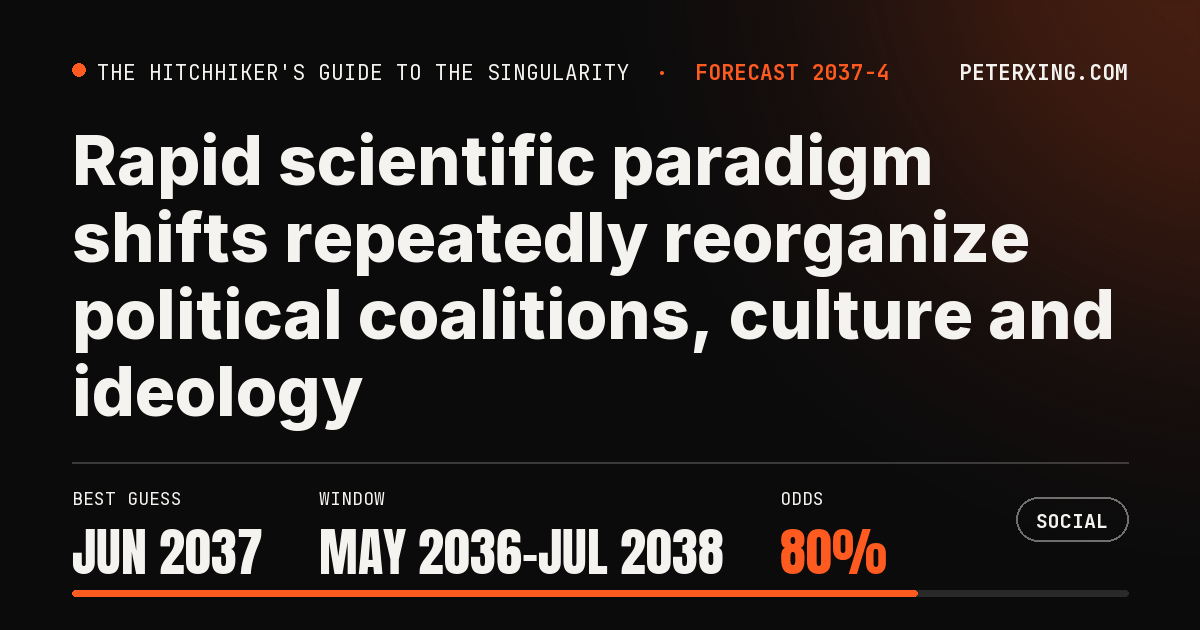 THE HITCHHIKER'S GUIDE TO THE SINGULARITY · FORECAST 2037-4 PETERXING.COM
Rapid scientific paradigm
shifts repeatedly reorganize
political coalitions, culture and
ideology
BEST GUESS WINDOW ODDS
JUN 2037 MAY 2036-JUL 2038 80%
SOCIAL